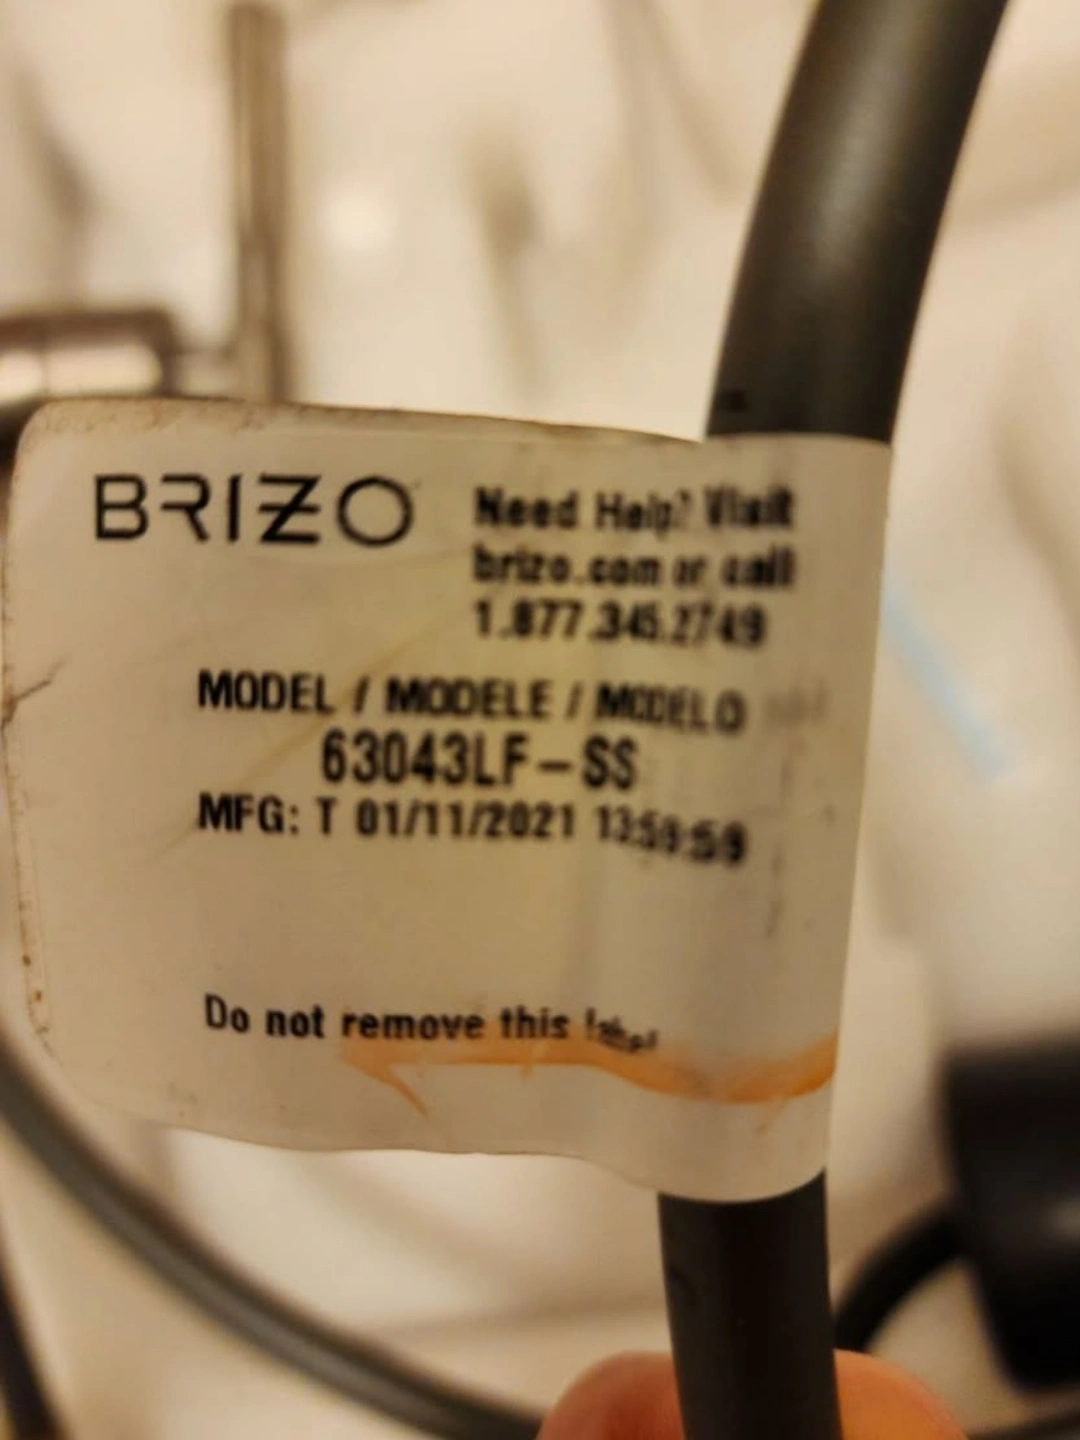 BRIZO
Need Help? Visit
brizo.com or call
1.877.345.2749
MODEL / MODELE / MODELO
63043LF-SS
MFG: T 01/11/2021 13:59:59
Do not remove this label